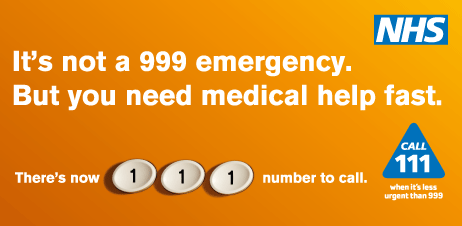 NHS
It's not a 999 emergency.
But you need medical help fast.
There's now 1 1 1 number to call.
CALL
111
when it's less
urgent than 999